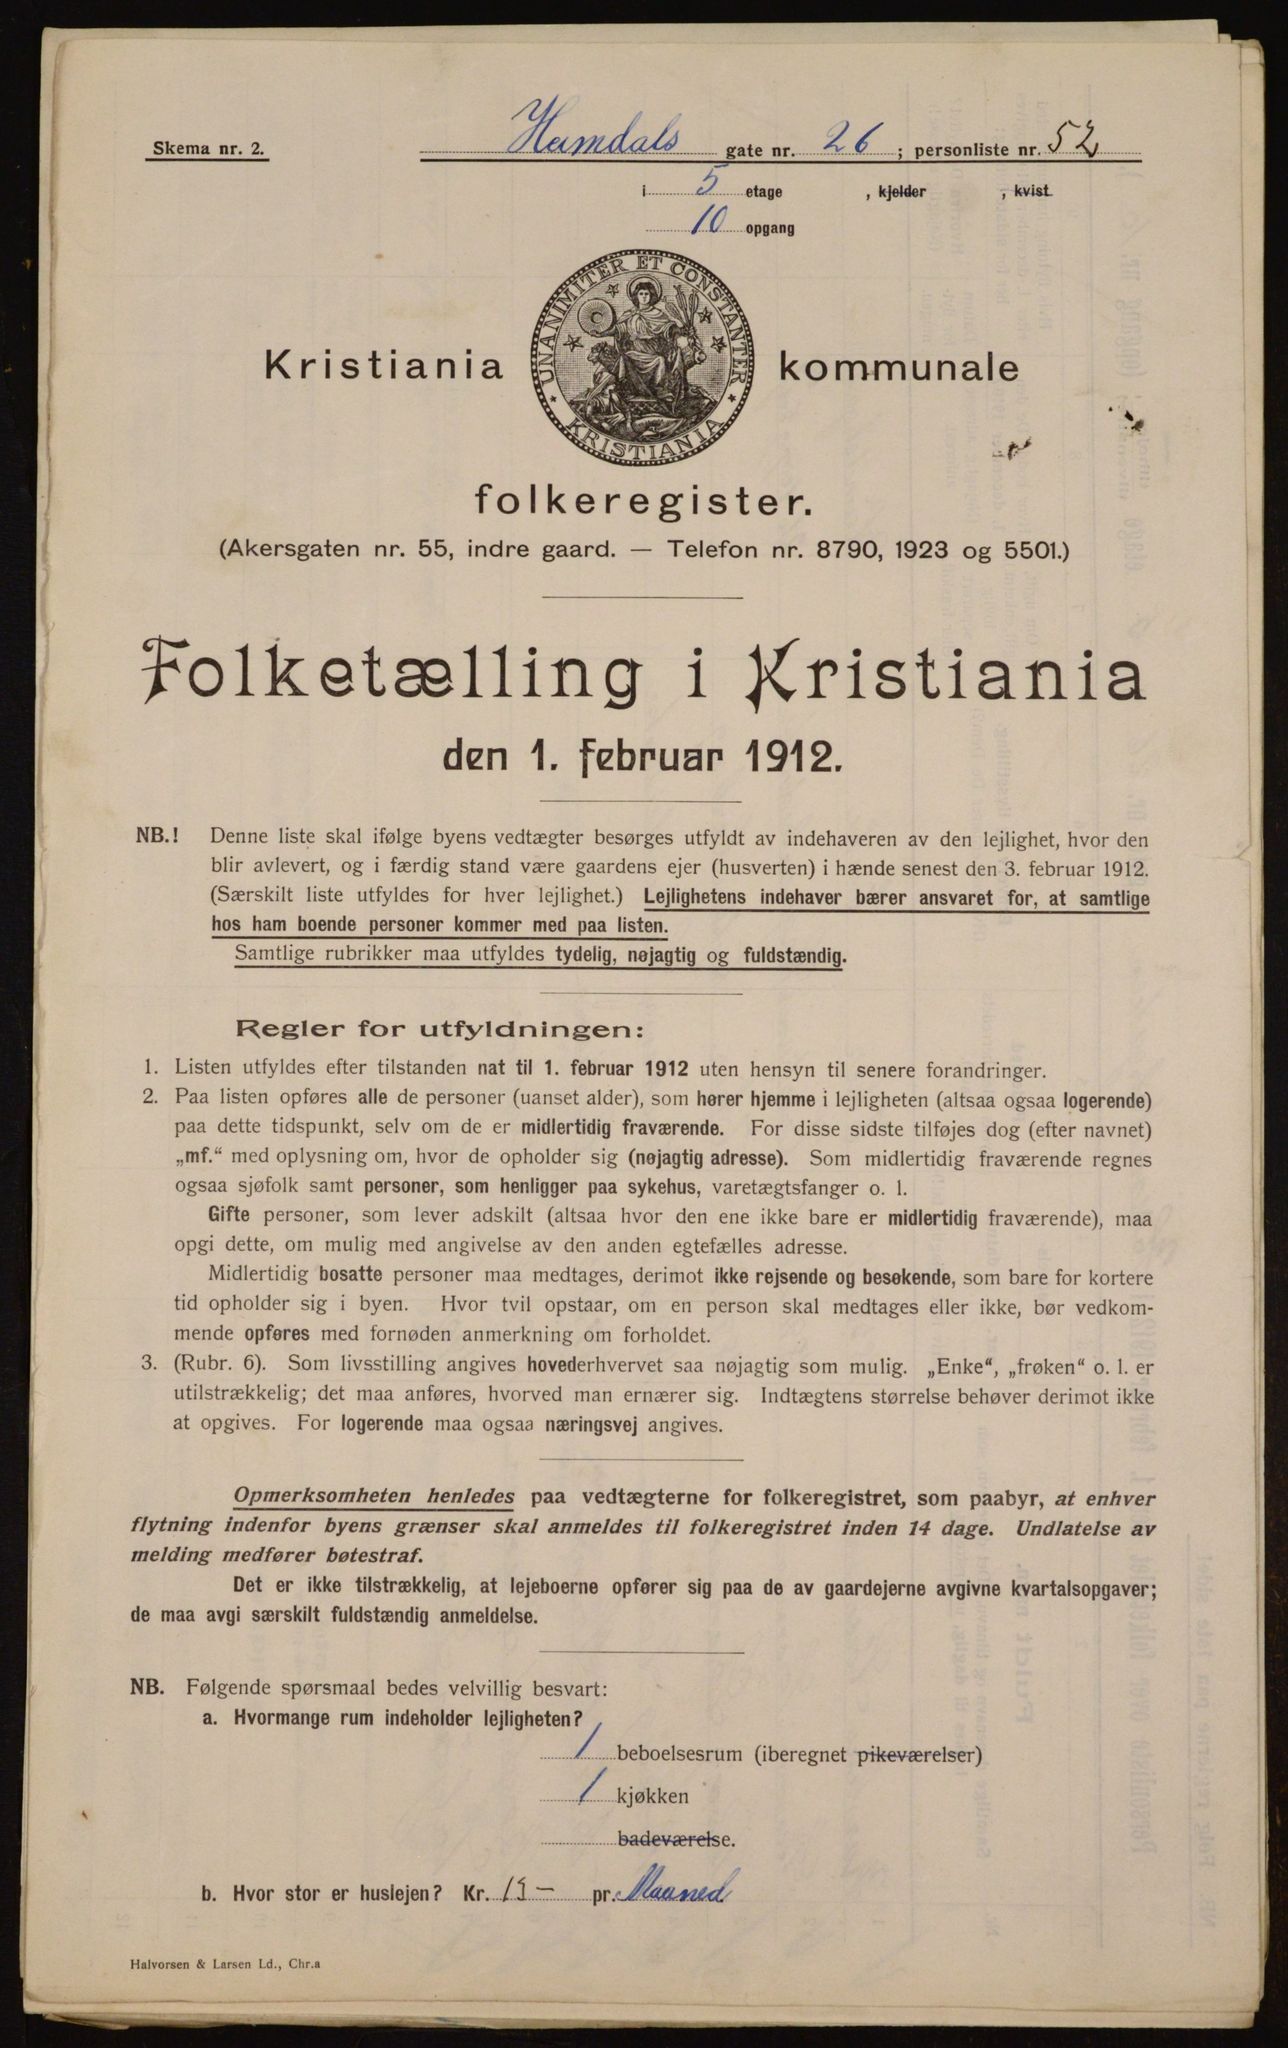 Skema nr. 2.
Hemdals gate nr. 26 ; personliste nr. 52
i 5 etage , kjelder , kvist
10 opgang
UNANIMITER ET CONSTANTER
KRISTIANIA
Kristiania kommunale
folkeregister.
(Akersgaten nr. 55, indre gaard. — Telefon nr. 8790, 1923 og 5501.)
Folketælling i Kristiania
den 1. februar 1912.
NB.! Denne liste skal ifølge byens vedtægter besørges utfyldt av indehaveren av den lejlighet, hvor den
blir avlevert, og i færdig stand være gaardens ejer (husverten) i hænde senest den 3. februar 1912.
(Særskilt liste utfyldes for hver lejlighet.) Lejlighetens indehaver bærer ansvaret for, at samtlige
hos ham boende personer kommer med paa listen.
Samtlige rubrikker maa utfyldes tydelig, nøjagtig og fuldstændig.
Regler for utfyldningen:
1. Listen utfyldes efter tilstanden nat til 1. februar 1912 uten hensyn til senere forandringer.
2. Paa listen opføres alle de personer (uanset alder), som hører hjemme i lejligheten (altsaa ogsaa logerende)
paa dette tidspunkt, selv om de er midlertidig fraværende. For disse sidste tilføjes dog (efter navnet)
„mf.“ med oplysning om, hvor de opholder sig (nøjagtig adresse). Som midlertidig fraværende regnes
ogsaa sjøfolk samt personer, som henligger paa sykehus, varetægtsfanger o. l.
Gifte personer, som lever adskilt (altsaa hvor den ene ikke bare er midlertidig fraværende), maa
opgi dette, om mulig med angivelse av den anden egtefælles adresse.
Midlertidig bosatte personer maa medtages, derimot ikke rejsende og besøkende, som bare for kortere
tid opholder sig i byen. Hvor tvil opstaar, om en person skal medtages eller ikke, bør vedkom-
mende opføres med fornøden anmerkning om forholdet.
3. (Rubr. 6). Som livsstilling angives hovederhvervet saa nøjagtig som mulig. „Enke“, „frøken“ o. l. er
utilstrækkelig; det maa anføres, hvorved man ernærer sig. Indtægtens størrelse behøver derimot ikke
at opgives. For logerende maa ogsaa næringsvej angives.
Opmerksomheten henledes paa vedtægterne for folkeregistret, som paabyr, at enhver
flytning indenfor byens grænser skal anmeldes til folkeregistret inden 14 dage. Undlatelse av
melding medfører bøtestraf.
Det er ikke tilstrækkelig, at lejeboerne opfører sig paa de av gaardejerne avgivne kvartalsopgaver;
de maa avgi særskilt fuldstændig anmeldelse.
NB. Følgende spørsmaal bedes velvillig besvart:
a. Hvormange rum indeholder lejligheten?
1 beboelsesrum (iberegnet pikeværelser)
1 kjøkken
badeværelse.
b. Hvor stor er huslejen? Kr. 19 — pr. Maaned
Halvorsen & Larsen Ld., Chr.a